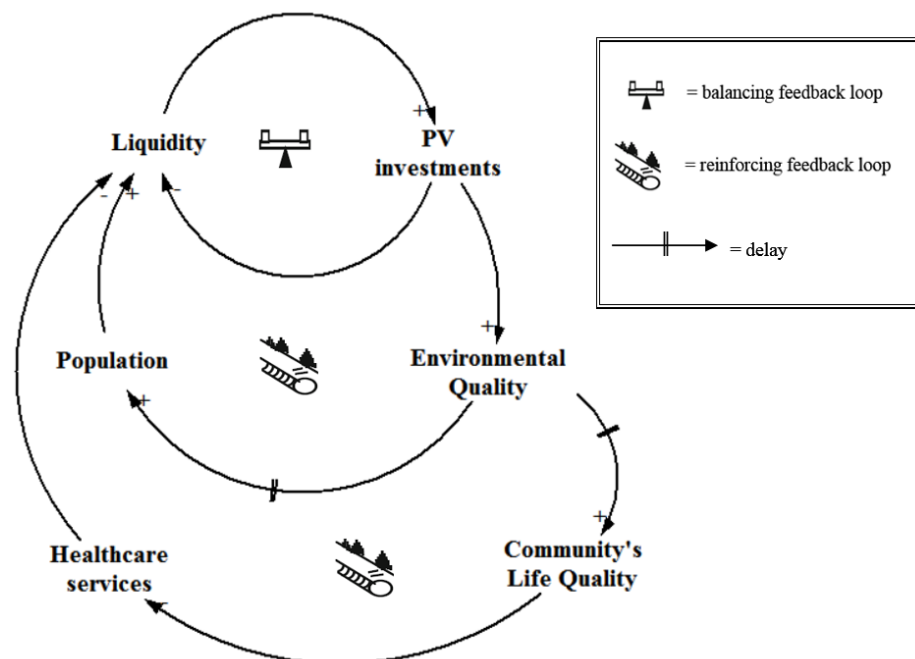 = balancing feedback loop
= reinforcing feedback loop
= delay
+
Liquidity
PV
investments
- + -
Population
+
Environmental
Quality
+
+
Healthcare
services
Community's
Life Quality
-